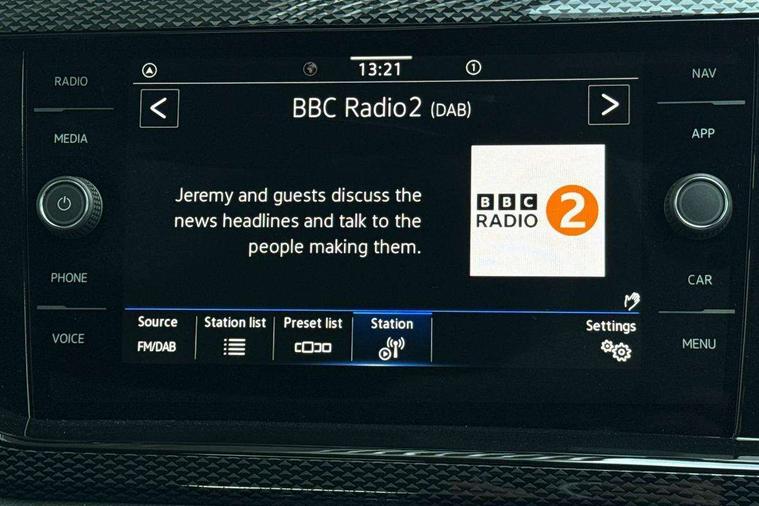 13:21
RADIO
NAV
BBC Radio2 (DAB)
MEDIA
APP
Jeremy and guests discuss the
news headlines and talk to the
people making them.
BBC
RADIO 2
PHONE
CAR
VOICE
MENU
Source
FM/DAB
Station list
Preset list
Station
Settings
1